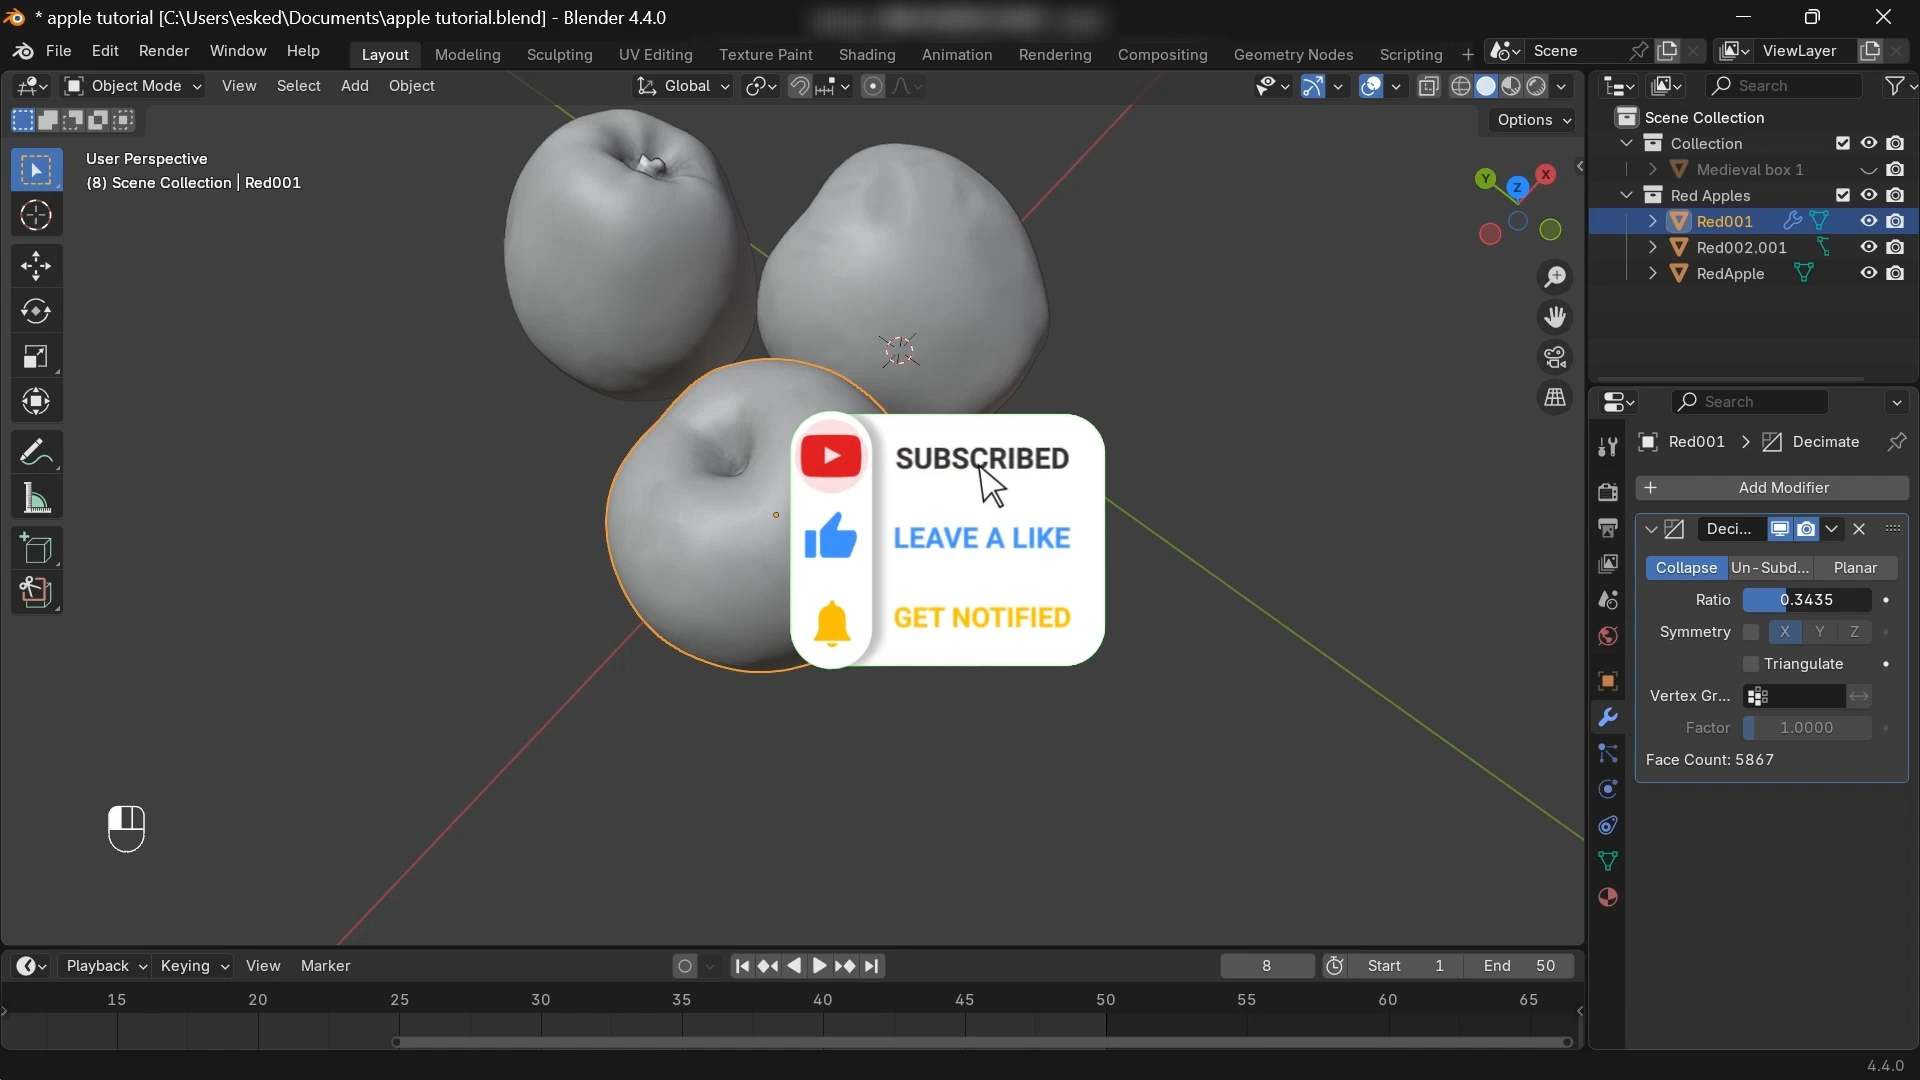 * apple tutorial [C:\Users\esked\Documents\apple tutorial.blend] - Blender 4.4.0
File Edit Render Window Help Layout Modeling Sculpting UV Editing Texture Paint Shading Animation Rendering Compositing Geometry Nodes Scripting + Scene ViewLayer
Object Mode View Select Add Object Global Search
Options
User Perspective
(8) Scene Collection | Red001
Y X Z
Scene Collection
Collection
Medieval box 1
Red Apples
Red001
Red002.001
RedApple
Search
Red001 > Decimate
+ Add Modifier
Deci...
Collapse Un-Subd... Planar
Ratio 0.3435
Symmetry X Y Z
Triangulate
Vertex Gr...
Factor 1.0000
Face Count: 5867
SUBSCRIBED
LEAVE A LIKE
GET NOTIFIED
Playback Keying View Marker 8 Start 1 End 50
15 20 25 30 35 40 45 50 55 60 65
4.4.0